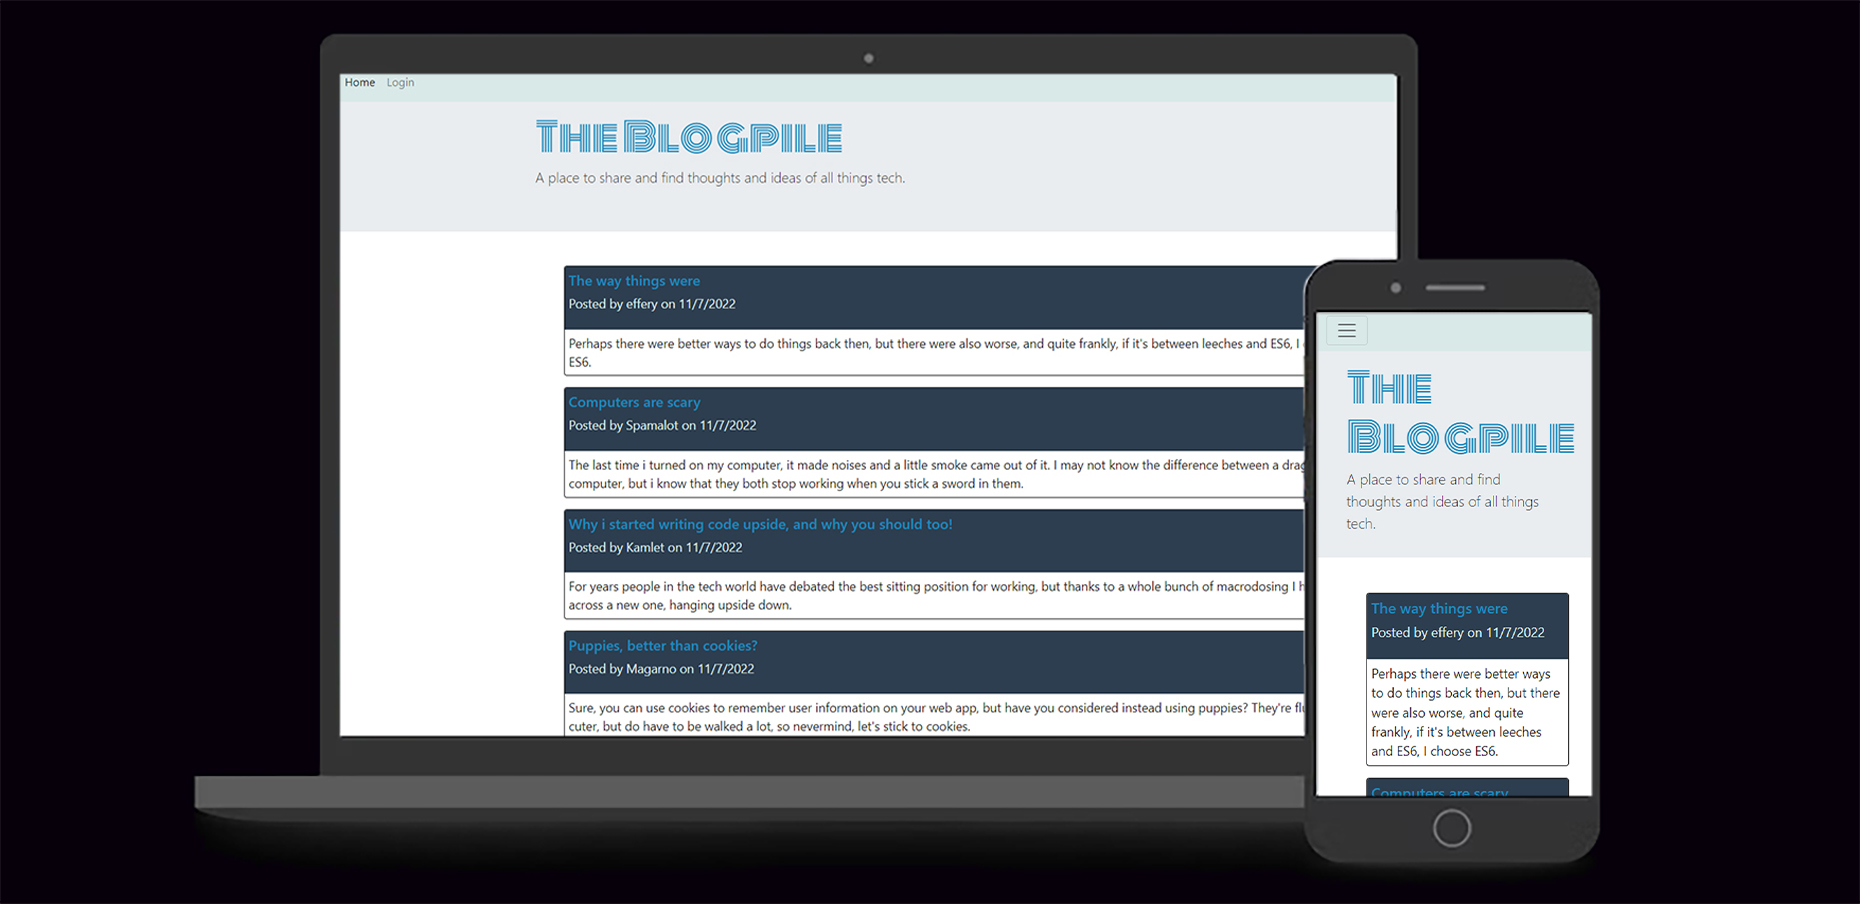 Home Login
The Blogpile
A place to share and find thoughts and ideas of all things tech.
The way things were
Posted by effery on 11/7/2022
Perhaps there were better ways to do things back then, but there were also worse, and quite frankly, if it's between leeches and ES6, I
ES6.
Computers are scary
Posted by Spamalot on 11/7/2022
The last time i turned on my computer, it made noises and a little smoke came out of it. I may not know the difference between a
computer, but i know that they both stop working when you stick a sword in them.
Why i started writing code upside, and why you should too!
Posted by Kamlet on 11/7/2022
For years people in the tech world have debated the best sitting position for working, but thanks to a whole bunch of macrodosing I
across a new one, hanging upside down.
Puppies, better than cookies?
Posted by Magarno on 11/7/2022
Sure, you can use cookies to remember user information on your web app, but have you considered instead using puppies? They're
cuter, but do have to be walked a lot, so nevermind, let's stick to cookies.
The
Blogpile
A place to share and find
thoughts and ideas of all things
tech.
The way things were
Posted by effery on 11/7/2022
Perhaps there were better ways
to do things back then, but there
were also worse, and quite
frankly, if it's between leeches
and ES6, I choose ES6.
Computers are scary